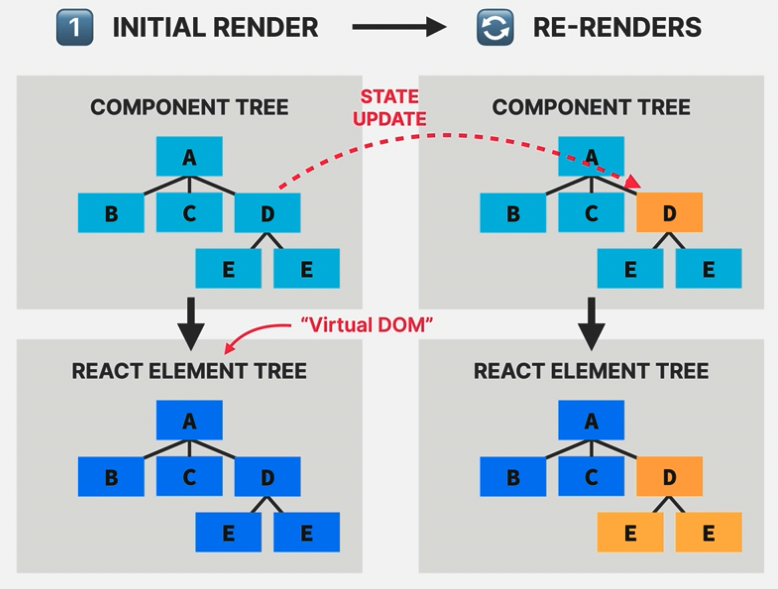 1 INITIAL RENDER
RE-RENDERS
COMPONENT TREE
A
B C D
E E
STATE
UPDATE
COMPONENT TREE
A
B C D
E E
“Virtual DOM”
REACT ELEMENT TREE
A
B C D
E E
REACT ELEMENT TREE
A
B C D
E E